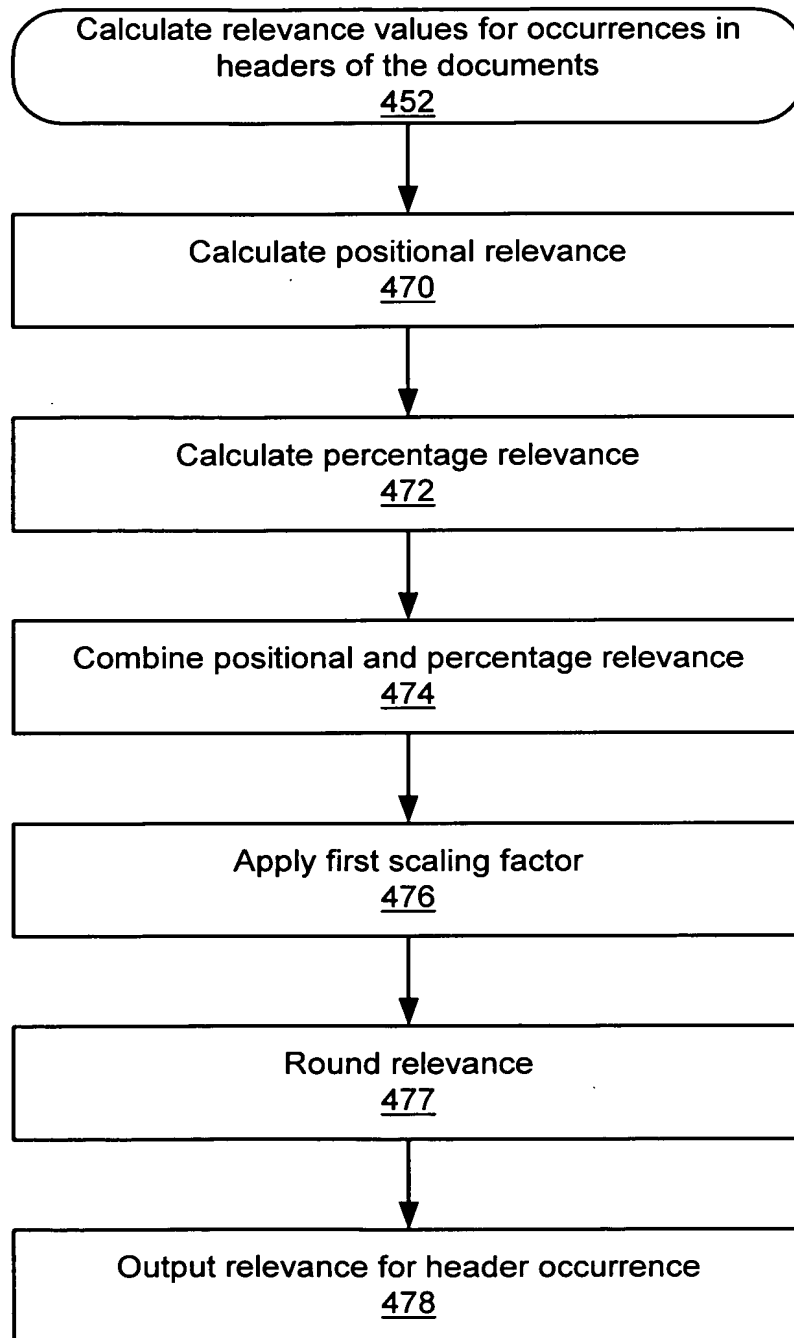 Calculate relevance values for occurrences in
headers of the documents
452
Calculate positional relevance
470
Calculate percentage relevance
472
Combine positional and percentage relevance
474
Apply first scaling factor
476
Round relevance
477
Output relevance for header occurrence
478